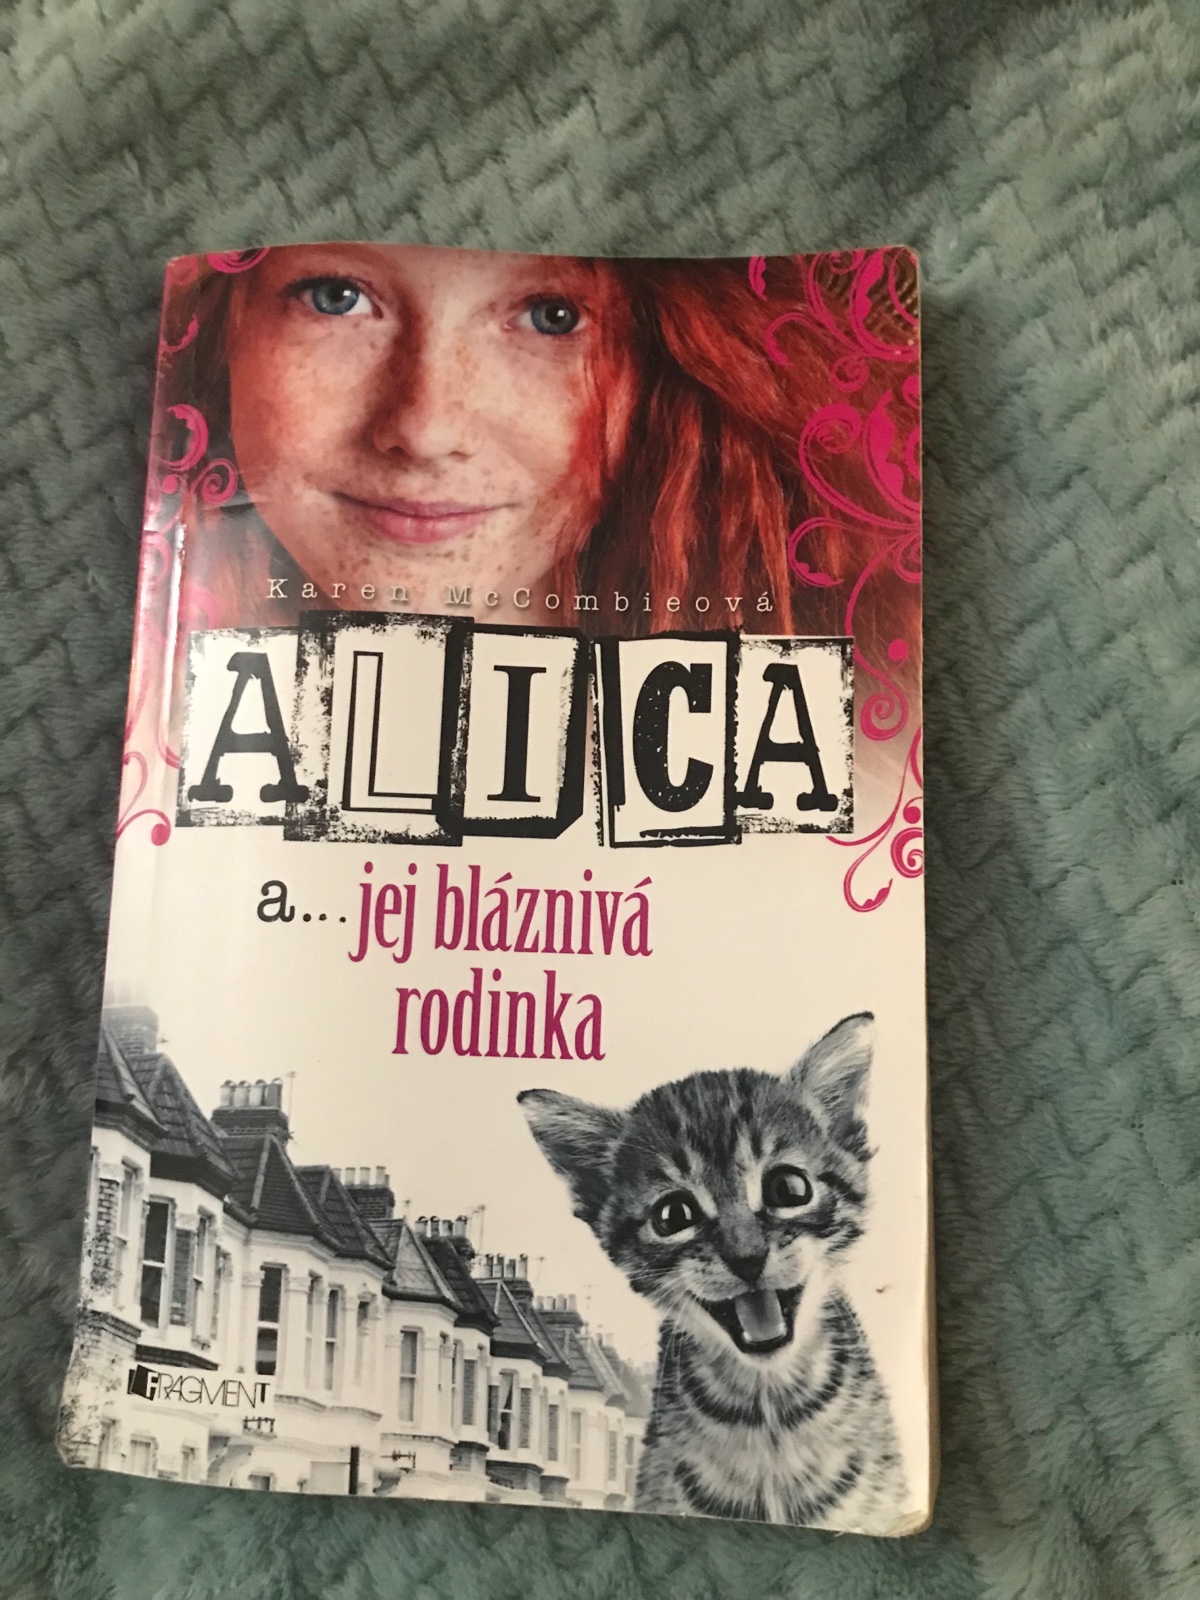 Karen McCombieová
ALICA
a...jej bláznivá
rodinka
FRAGMENT